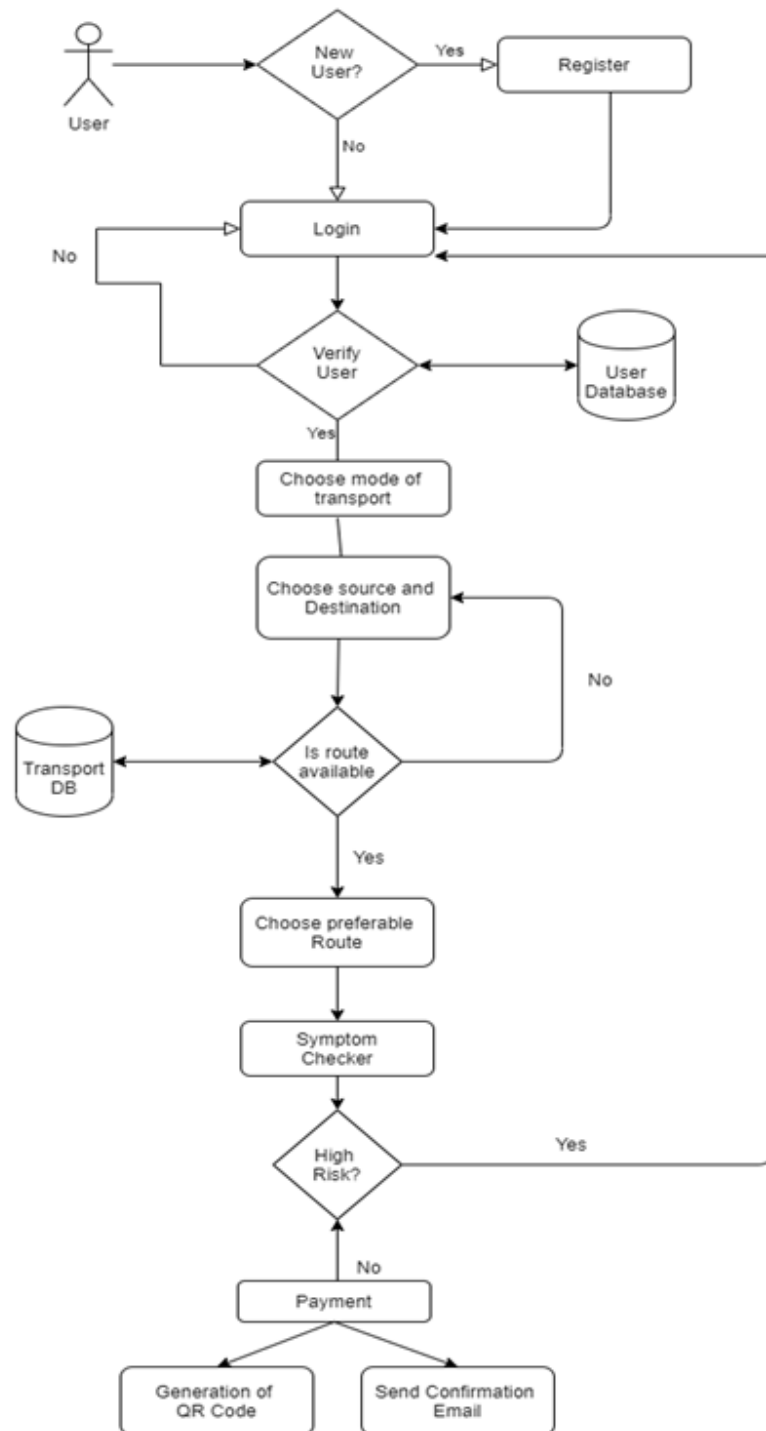 New
User?
Yes
Register
User
No
Login
No
Verify
User
User
Database
Yes
Choose mode of
transport
Choose source and
Destination
No
Is route
available
Transport
DB
Yes
Choose preferable
Route
Symptom
Checker
High
Risk?
Yes
No
Payment
Generation of
QR Code
Send Confirmation
Email